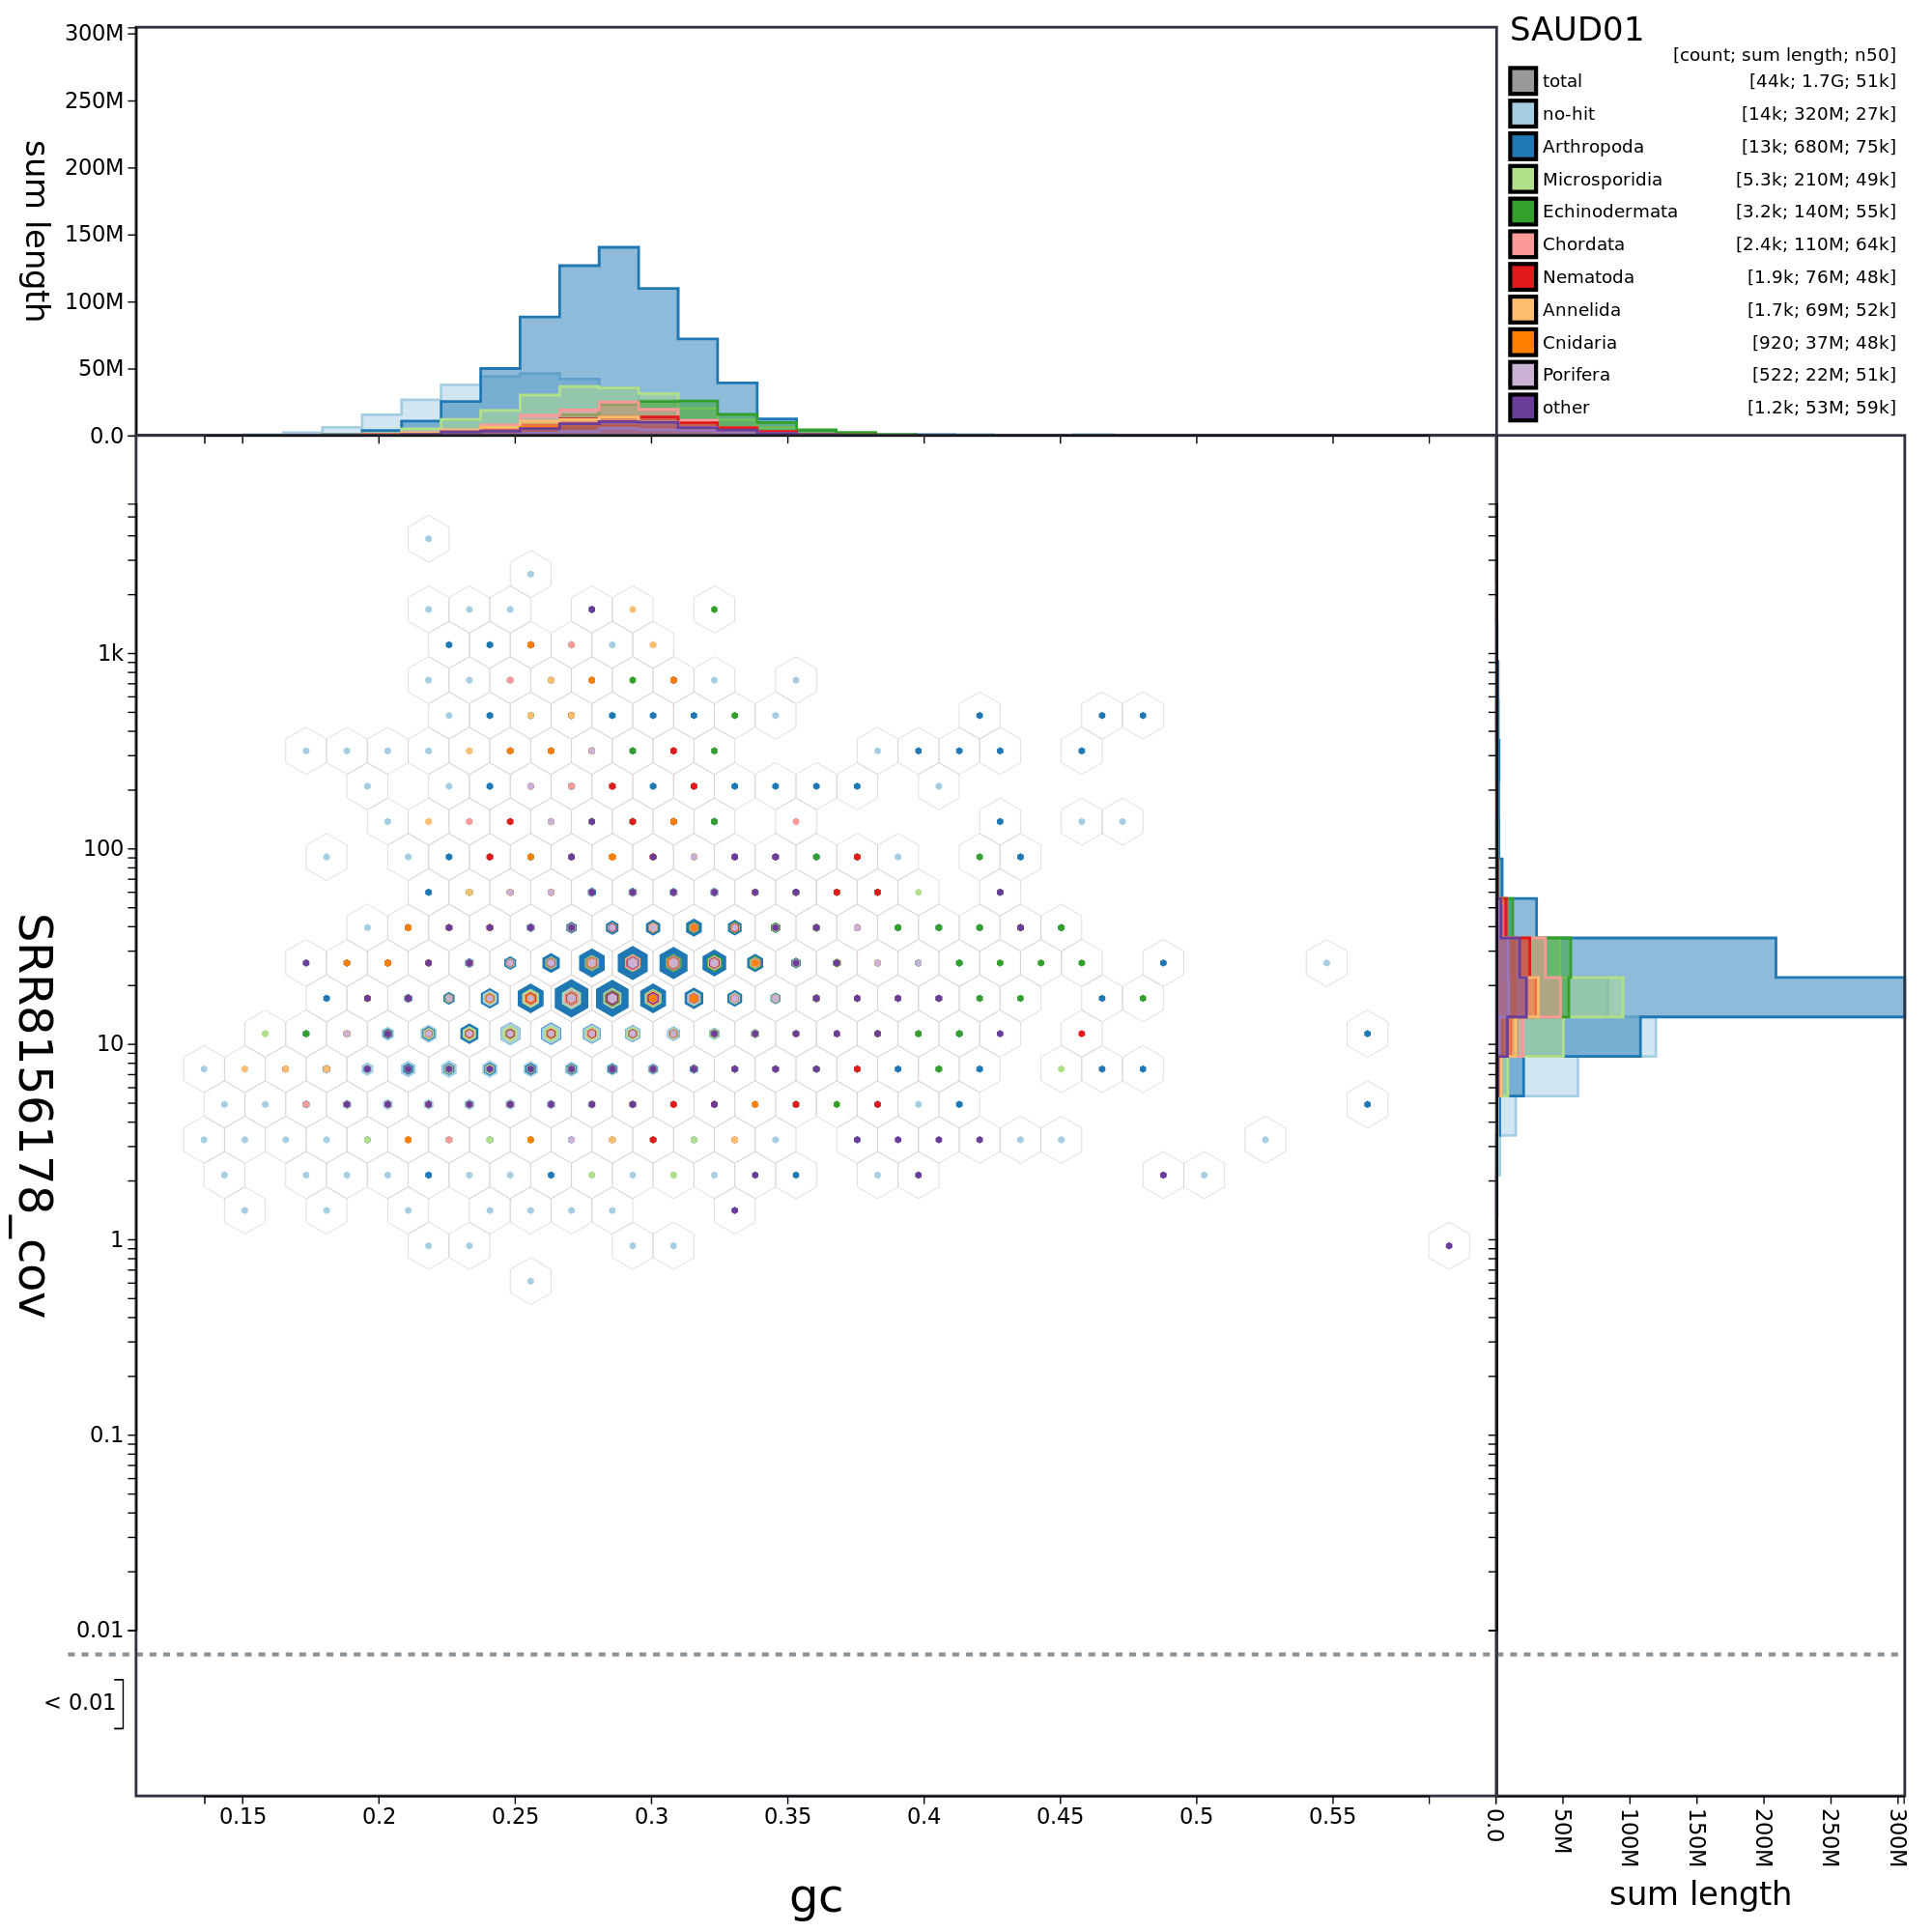 SAUD01
[count; sum length; n50]
total [44k; 1.7G; 51k]
no-hit [14k; 320M; 27k]
Arthropoda [13k; 680M; 75k]
Microsporidia [5.3k; 210M; 49k]
Echinodermata [3.2k; 140M; 55k]
Chordata [2.4k; 110M; 64k]
Nematoda [1.9k; 76M; 48k]
Annelida [1.7k; 69M; 52k]
Cnidaria [920; 37M; 48k]
Porifera [522; 22M; 51k]
other [1.2k; 53M; 59k]
300M
250M
200M
150M
100M
50M
0.0
sum length
1k
100
10
1
0.1
0.01
< 0.01
SRR8156178_cov
0.15 0.2 0.25 0.3 0.35 0.4 0.45 0.5 0.55
gc
0.0 50M 100M 150M 200M 250M 300M
sum length